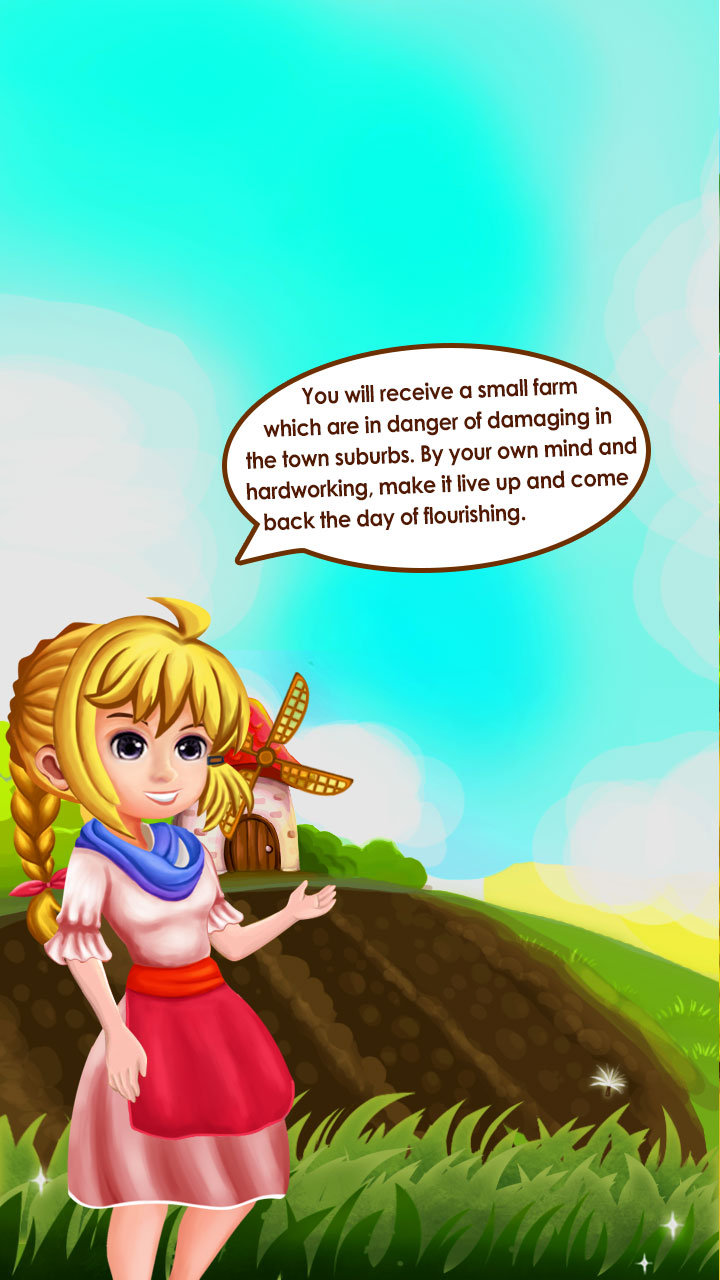 You will receive a small farm
which are in danger of damaging in
the town suburbs. By your own mind and
hardworking, make it live up and come
back the day of flourishing.